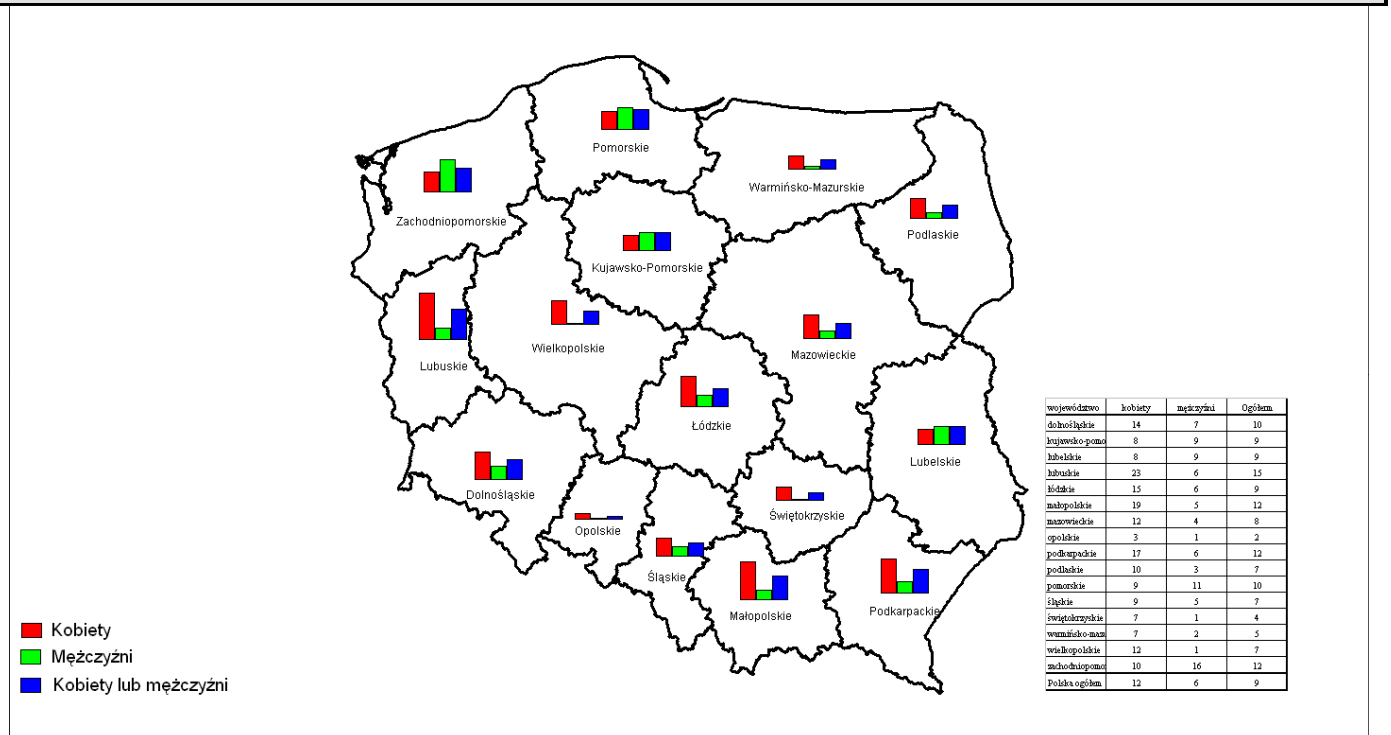 Pomorskie
Warmińsko-Mazurskie
Zachodniopomorskie
Podlaskie
Kujawsko-Pomorskie
Wielkopolskie
Mazowieckie
Lubuskie
Łódzkie
Lubelskie
Dolnośląskie
Świętokrzyskie
Opolskie
Śląskie
Małopolskie
Podkarpackie
Kobiety
Mężczyźni
Kobiety lub mężczyźni
województwo kobiety mężczyźni Ogółem
dolnośląskie 14 7 10
kujawsko-pomo 8 9 9
lubelskie 8 9 9
lubuskie 23 6 15
łódzkie 15 6 9
małopolskie 19 5 12
mazowieckie 12 4 8
opolskie 3 1 2
podkarpackie 17 6 12
podlaskie 10 3 7
pomorskie 9 11 10
śląskie 9 5 7
świętokrzyskie 7 1 4
warmińsko-maz 7 2 5
wielkopolskie 12 1 7
zachodniopomo 10 16 12
Polska ogółem 12 6 9